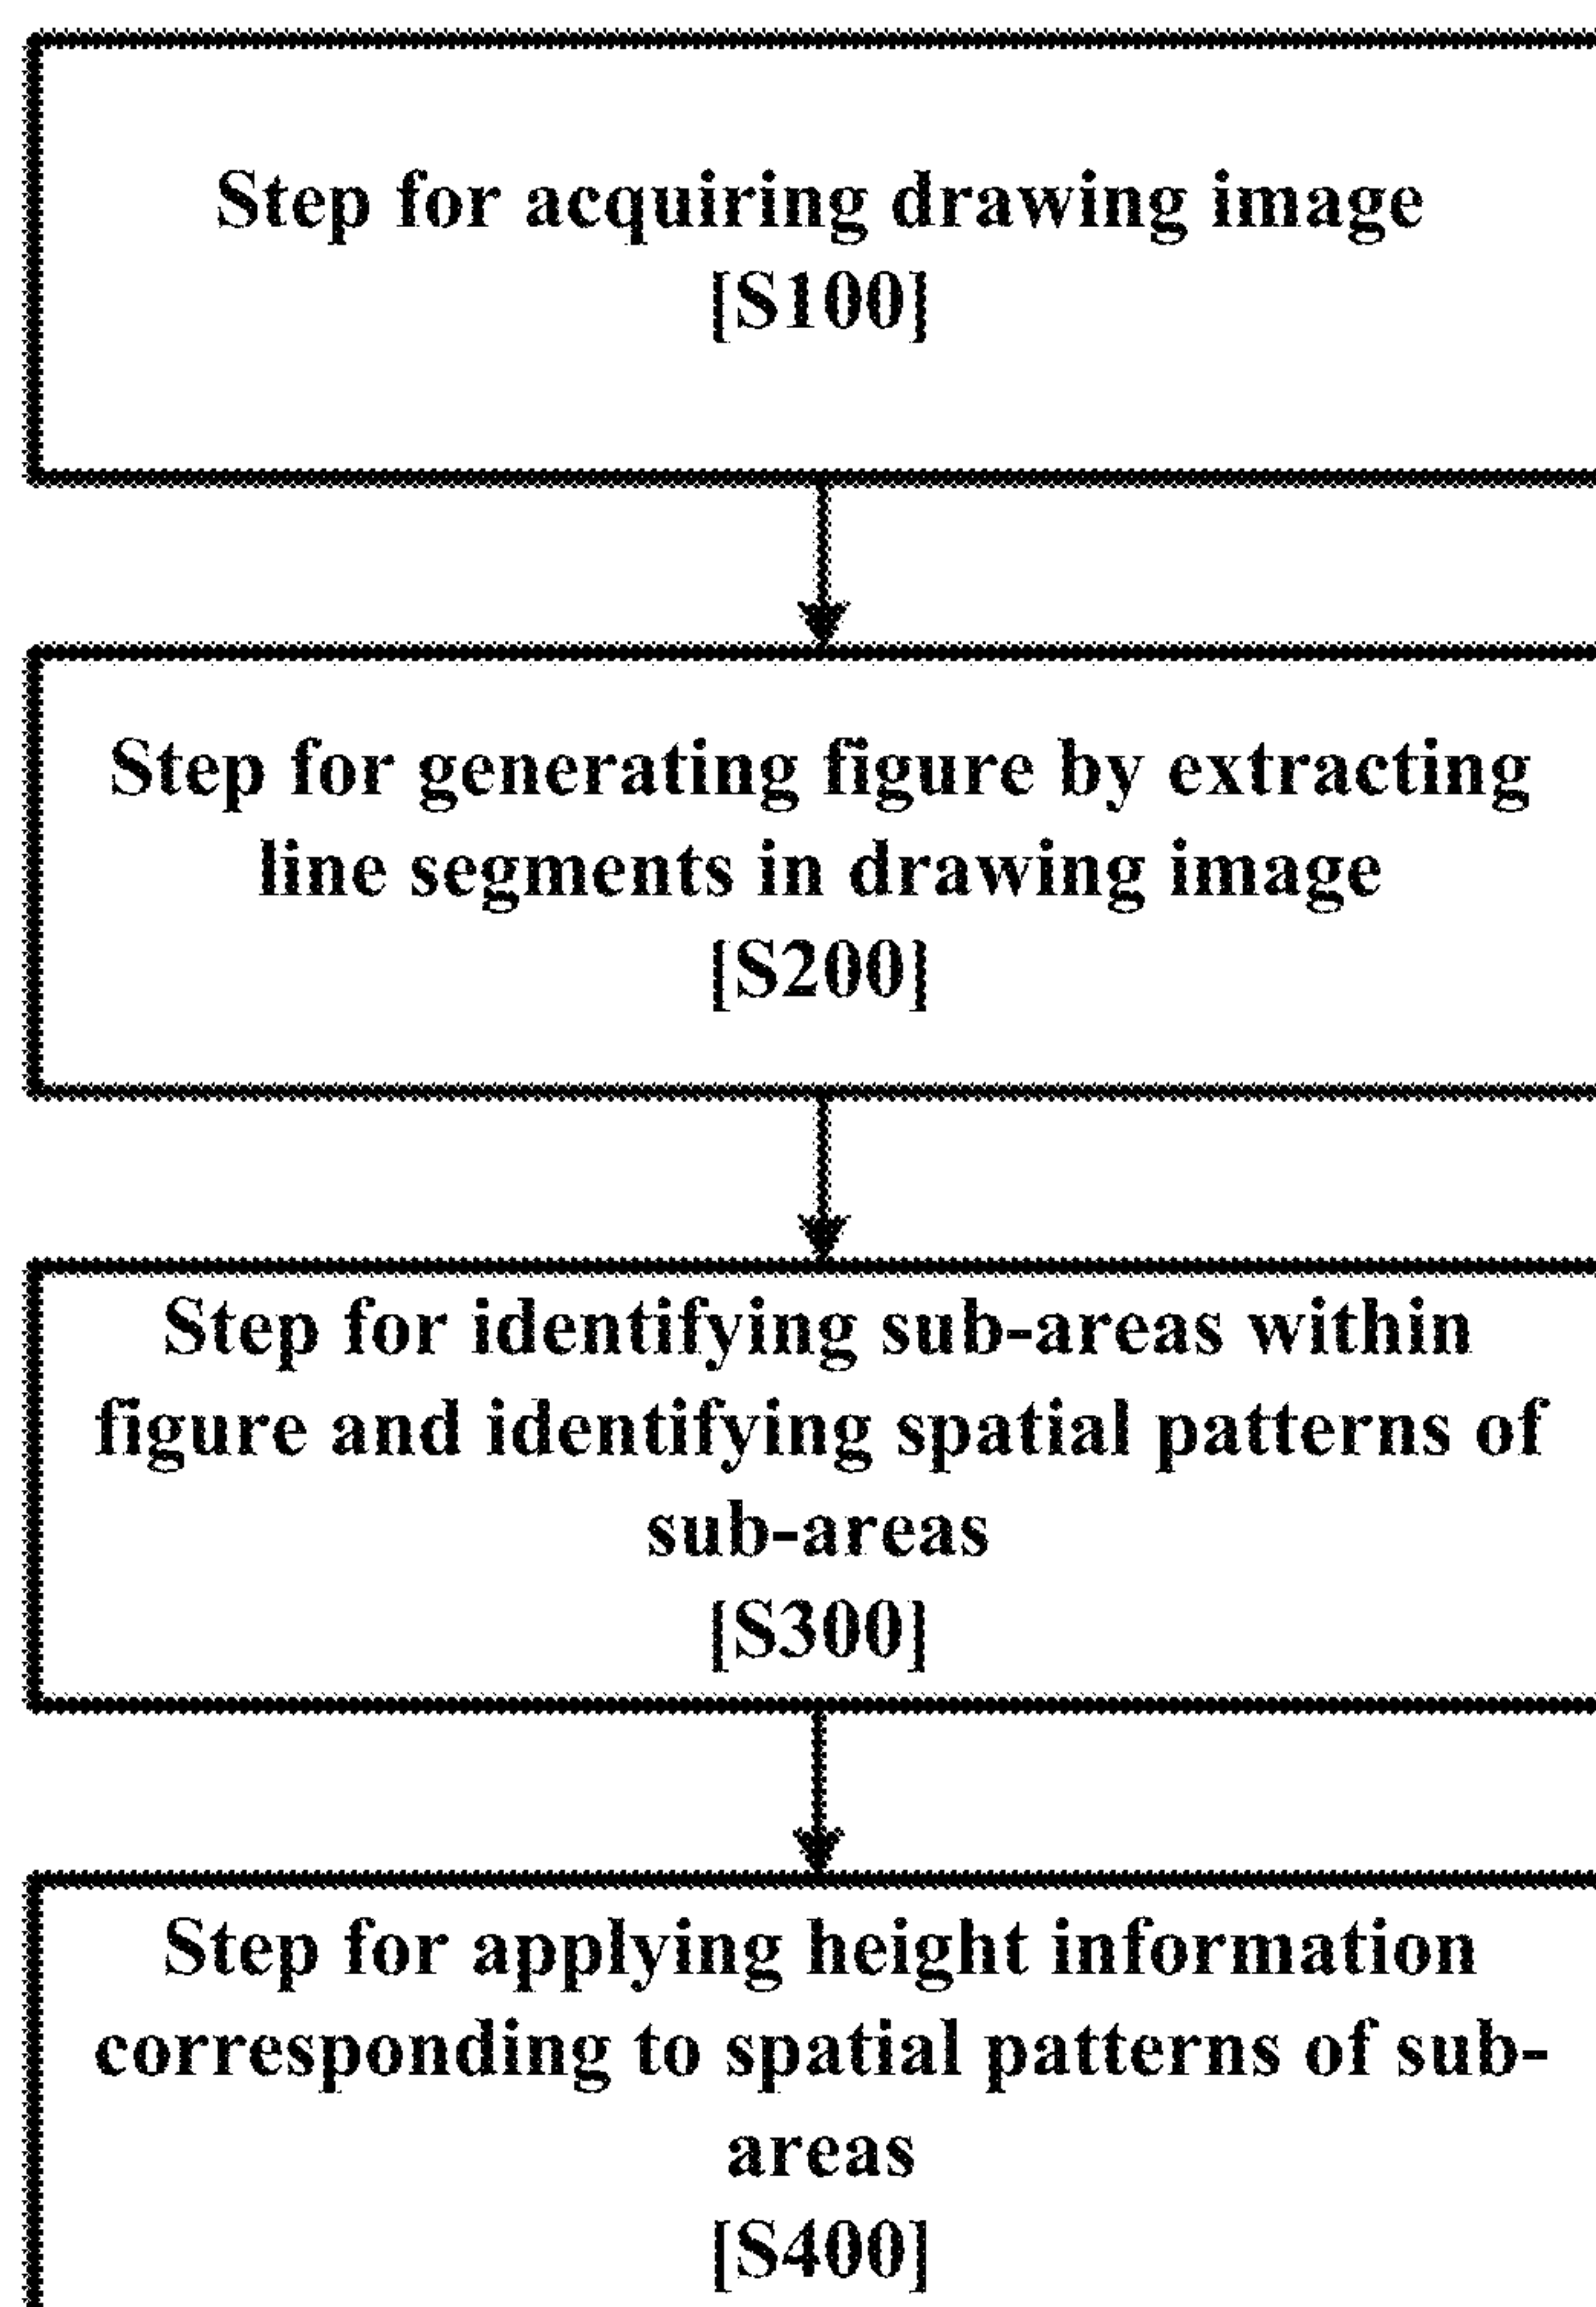 Step for acquiring drawing image
[S100]
Step for generating figure by extracting
line segments in drawing image
[S200]
Step for identifying sub-areas within
figure and identifying spatial patterns of
sub-areas
[S300]
Step for applying height information
corresponding to spatial patterns of sub-
areas
[S400]